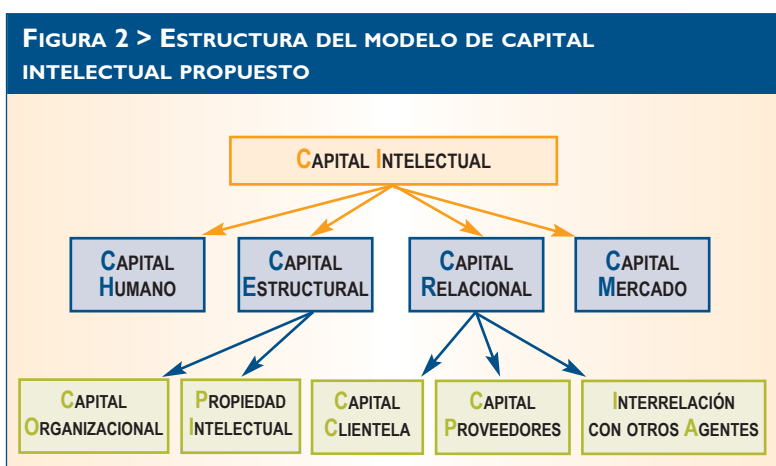 FIGURA 2 > ESTRUCTURA DEL MODELO DE CAPITAL
INTELECTUAL PROPUESTO
CAPITAL INTELECTUAL
CAPITAL
HUMANO
CAPITAL
ESTRUCTURAL
CAPITAL
RELACIONAL
CAPITAL
MERCADO
CAPITAL
ORGANIZACIONAL
PROPIEDAD
INTELECTUAL
CAPITAL
CLIENTELA
CAPITAL
PROVEEDORES
INTERRELACIÓN
CON OTROS AGENTES